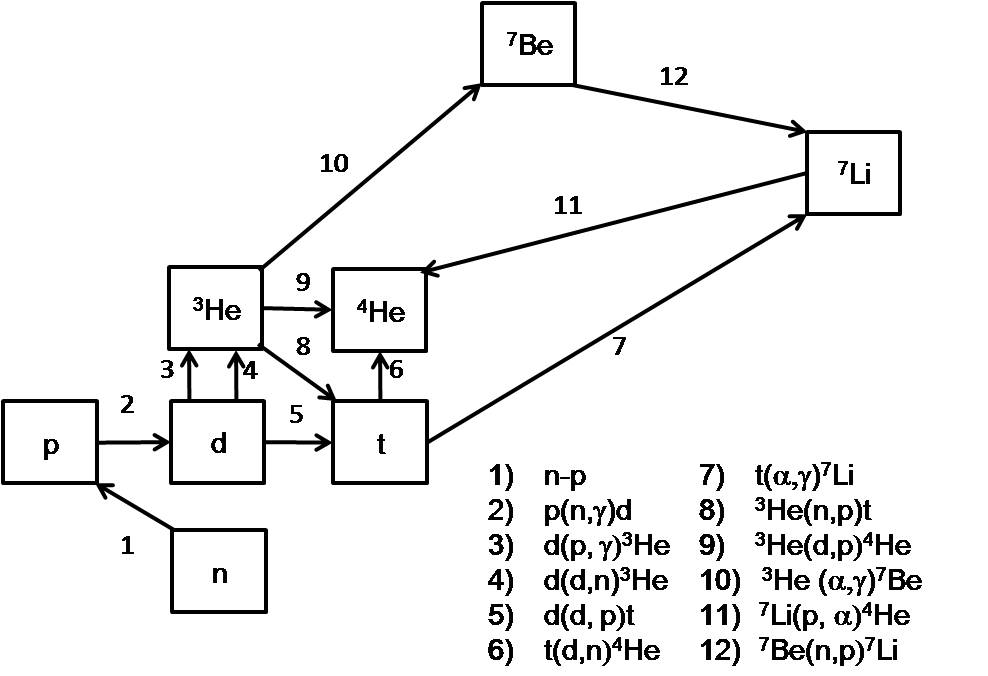 ⁷Be
12
10
⁷Li
11
9
³He
⁴He
8
7
3
4
6
2
5
p
d
t
1
n
1) n-p
2) p(n,γ)d
3) d(p, γ)³He
4) d(d,n)³He
5) d(d, p)t
6) t(d,n)⁴He
7) t(α,γ)⁷Li
8) ³He(n,p)t
9) ³He(d,p)⁴He
10) ³He (α,γ)⁷Be
11) ⁷Li(p, α)⁴He
12) ⁷Be(n,p)⁷Li